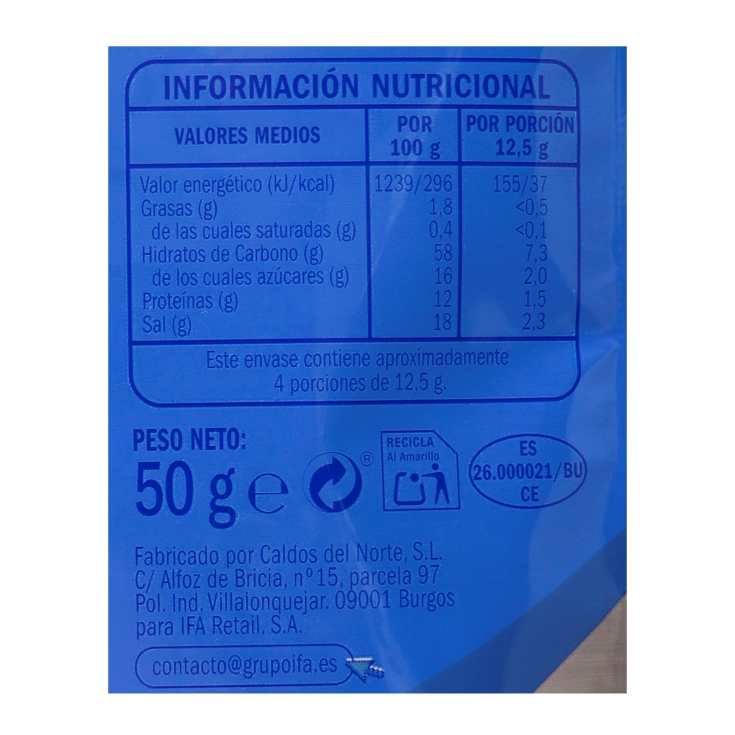 INFORMACIÓN NUTRICIONAL
VALORES MEDIOS POR 100 g POR PORCIÓN 12,5 g
Valor energético (kJ/kcal) 1239/296 155/37
Grasas (g) 1,8 <0,5
de las cuales saturadas (g) 0,4 <0,1
Hidratos de Carbono (g) 58 7,3
de los cuales azúcares (g) 16 2,0
Proteínas (g) 12 1,5
Sal (g) 18 2,3
Este envase contiene aproximadamente
4 porciones de 12,5 g.
PESO NETO:
50 g e
®
RECICLA
Al Amarillo
ES
26.000021/BU
CE
Fabricado por Caldos del Norte, S.L.
C/ Alfoz de Bricia, nº 15, parcela 97
Pol. Ind. Villalonquejar. 09001 Burgos
para IFA Retail, S.A.
contacto@grupoifa.es